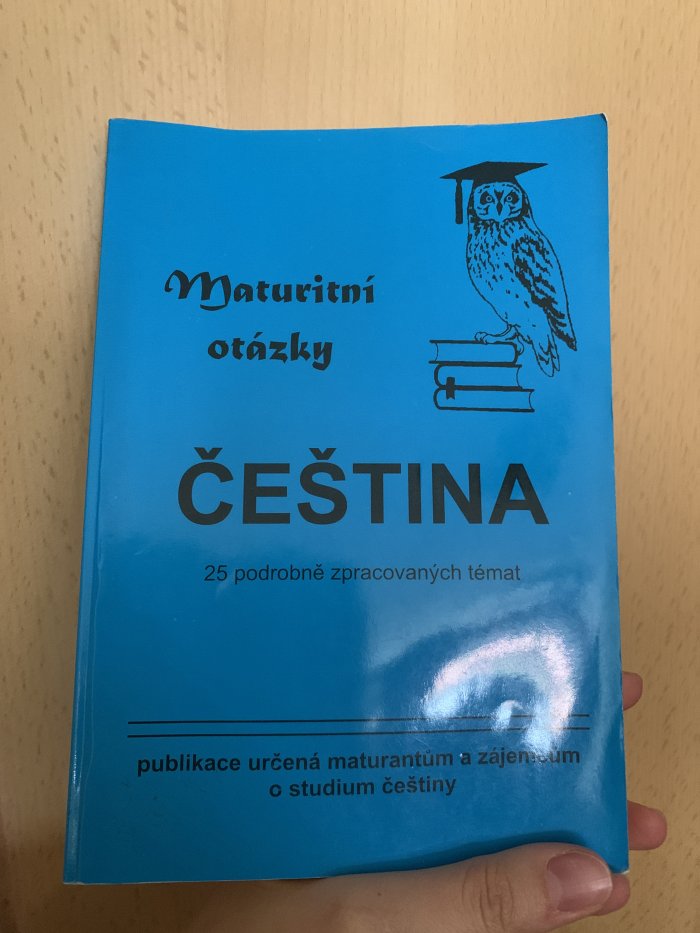 Maturitní
otázky
ČEŠTINA
25 podrobně zpracovaných témat
publikace určená maturantům a zájemcům
o studium češtiny